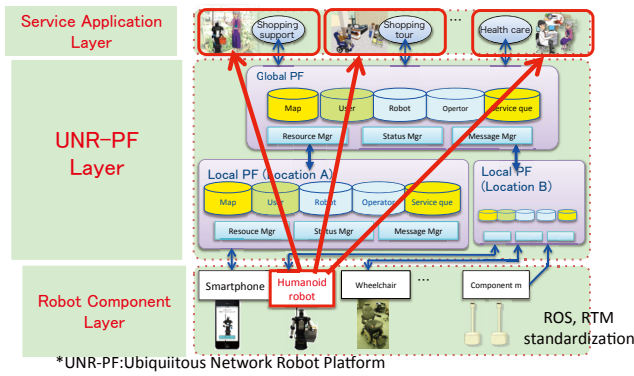 Service Application
Layer
Shopping
support
Shopping
tour
...
Health care
UNR-PF
Layer
Global PF
Map
User
Robot
Opertor
Service que
Resource Mgr
Status Mgr
Message Mgr
Local PF (Location A)
Map
User
Robot
Operator
Service que
Resouce Mgr
Status Mgr
Message Mgr
Local PF
(Location B)
Robot Component
Layer
Smartphone
Humanoid
robot
Wheelchair
...
Component m
ROS, RTM
standardization
*UNR-PF:Ubiquiitous Network Robot Platform